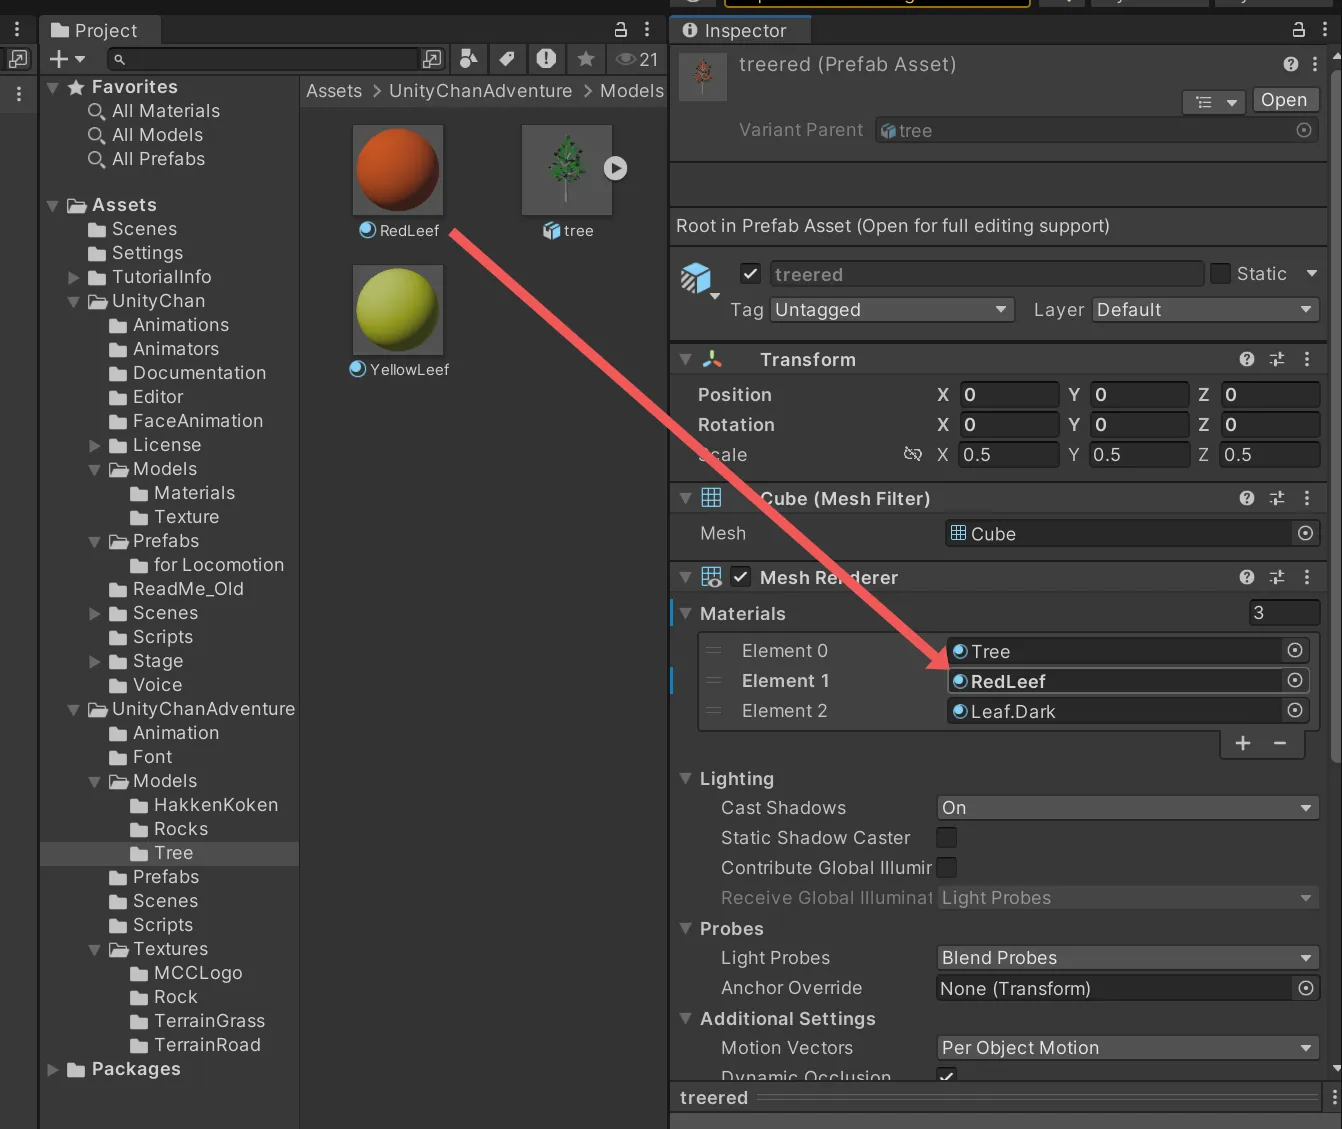 Project
21
Favorites
All Materials
All Models
All Prefabs
Assets
Scenes
Settings
TutorialInfo
UnityChan
Animations
Animators
Documentation
Editor
FaceAnimation
License
Models
Materials
Texture
Prefabs
for Locomotion
ReadMe_Old
Scenes
Scripts
Stage
Voice
UnityChanAdventure
Animation
Font
Models
HakkenKoken
Rocks
Tree
Prefabs
Scenes
Scripts
Textures
MCCLogo
Rock
TerrainGrass
TerrainRoad
Packages
Assets > UnityChanAdventure > Models
RedLeef
tree
YellowLeef
Inspector
treered (Prefab Asset)
Open
Variant Parent tree
Root in Prefab Asset (Open for full editing support)
treered Static
Tag Untagged Layer Default
Transform
Position X 0 Y 0 Z 0
Rotation X 0 Y 0 Z 0
Scale X 0.5 Y 0.5 Z 0.5
Cube (Mesh Filter)
Mesh Cube
Mesh Renderer
Materials 3
Element 0 Tree
Element 1 RedLeef
Element 2 Leaf.Dark
Lighting
Cast Shadows On
Static Shadow Caster
Contribute Global Illumir
Receive Global Illuminat Light Probes
Probes
Light Probes Blend Probes
Anchor Override None (Transform)
Additional Settings
Motion Vectors Per Object Motion
Dynamic Occlusion
treered